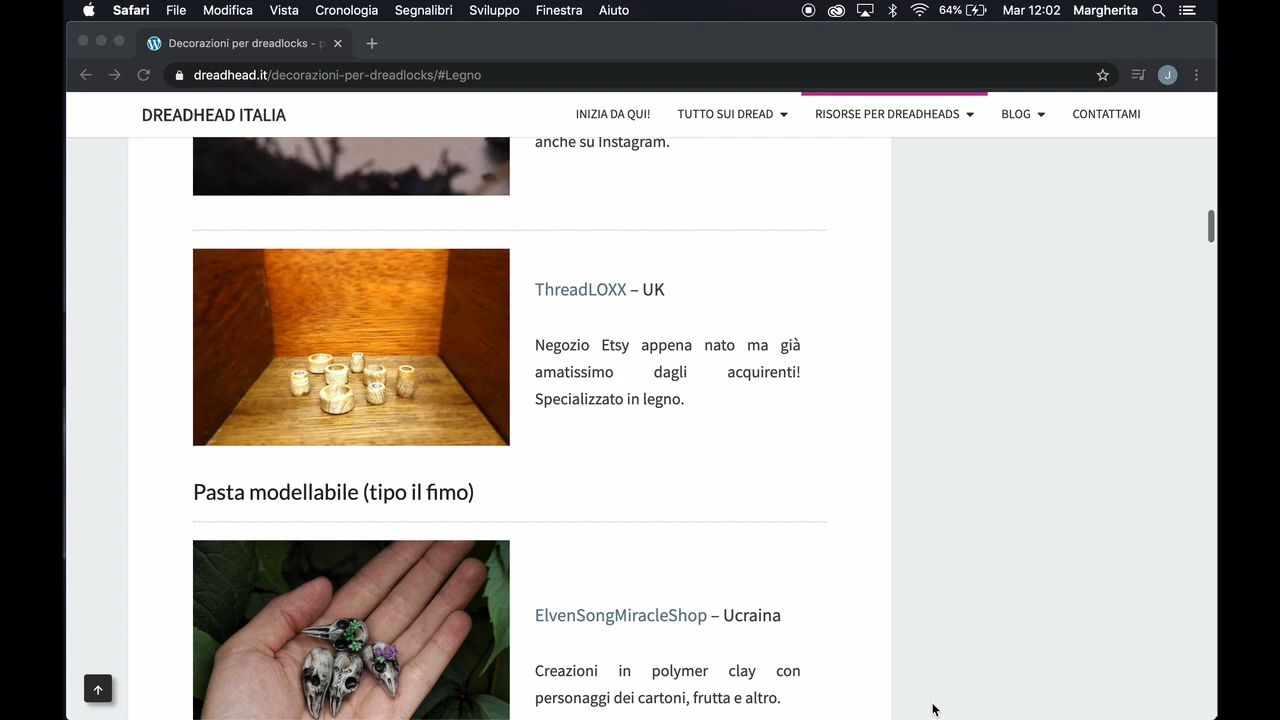 Safari File Modifica Vista Cronologia Segnalibri Sviluppo Finestra Aiuto 64% Mar 12:02 Margherita
Decorazioni per dreadlocks - p
dreadhead.it/decorazioni-per-dreadlocks/#Legno J
DREADHEAD ITALIA INIZIA DA QUI! TUTTO SUI DREAD RISORSE PER DREADHEADS BLOG CONTATTAMI
anche su Instagram.
ThreadLOXX – UK
Negozio Etsy appena nato ma già
amatissimo dagli acquirenti!
Specializzato in legno.
Pasta modellabile (tipo il fimo)
ElvenSongMiracleShop – Ucraina
Creazioni in polymer clay con
personaggi dei cartoni, frutta e altro.